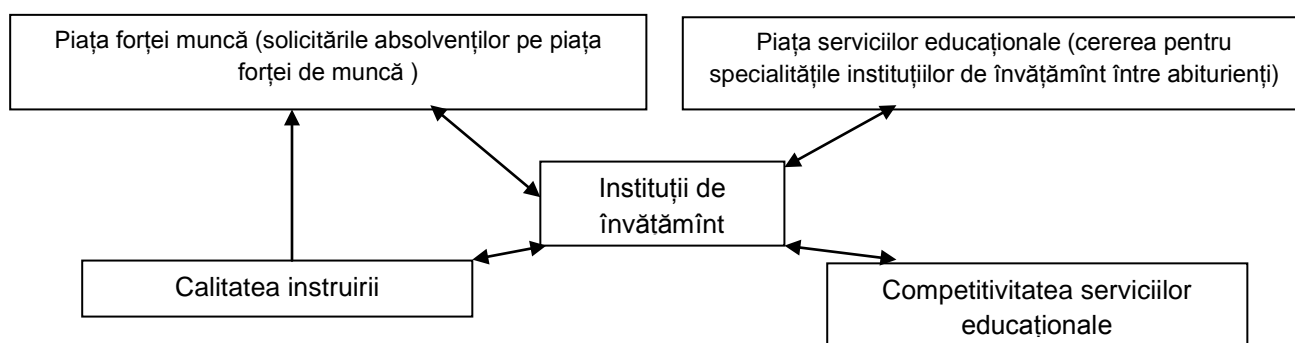 Piața forței muncă (solicitările absolvenților pe piața
forței de muncă )
Piața serviciilor educaționale (cererea pentru
specialitățile instituțiilor de învățămînt între abiturienți)
Instituții de
învățămînt
Calitatea instruirii
Competitivitatea serviciilor
educaționale